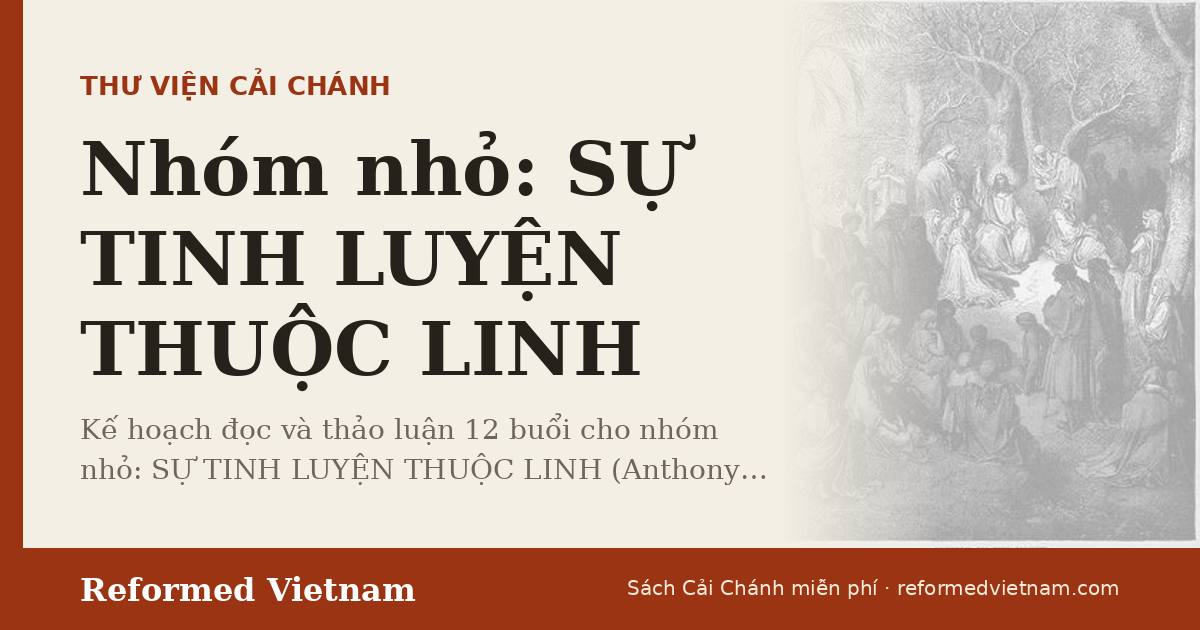 THƯ VIỆN CẢI CHÁNH
Nhóm nhỏ: SỰ
TINH LUYỆN
THUỘC LINH
Kế hoạch đọc và thảo luận 12 buổi cho nhóm
nhỏ: SỰ TINH LUYỆN THUỘC LINH (Anthony…
Reformed Vietnam
Sách Cải Chánh miễn phí · reformedvietnam.com